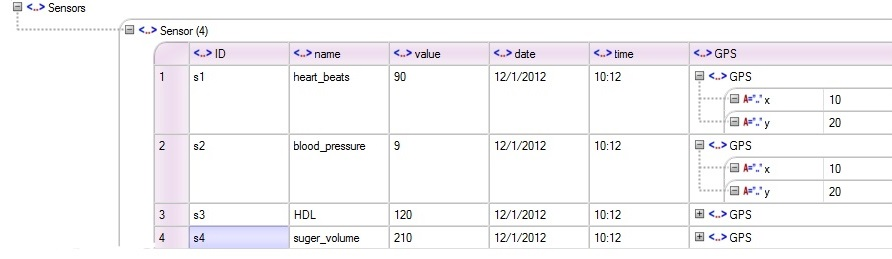 <..> Sensors
<..> Sensor (4)
<..> ID <..> name <..> value <..> date <..> time <..> GPS
1 s1 heart_beats 90 12/1/2012 10:12 <..> GPS
A=".." x 10
A=".." y 20
2 s2 blood_pressure 9 12/1/2012 10:12 <..> GPS
A=".." x 10
A=".." y 20
3 s3 HDL 120 12/1/2012 10:12 <..> GPS
4 s4 suger_volume 210 12/1/2012 10:12 <..> GPS